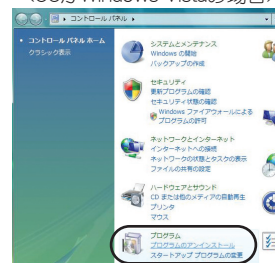 コントロール パネル
コントロール パネル ホーム
クラシック表示
システムとメンテナンス
Windows の開始
バックアップの作成
セキュリティ
更新プログラムの確認
セキュリティ状態の確認
Windows ファイアウォールによる
プログラムの許可
ネットワークとインターネット
インターネットへの接続
ネットワークの状態とタスクの表示
ファイルの共有の設定
ハードウェアとサウンド
CD または他のメディアの自動再生
プリンタ
マウス
プログラム
プログラムのアンインストール
スタートアップ プログラムの変更